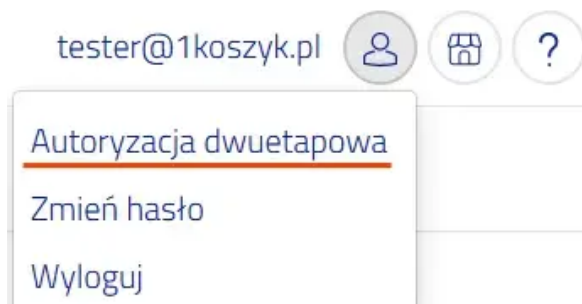 tester@1koszyk.pl ?
Autoryzacja dwuetapowa
Zmień hasło
Wyloguj